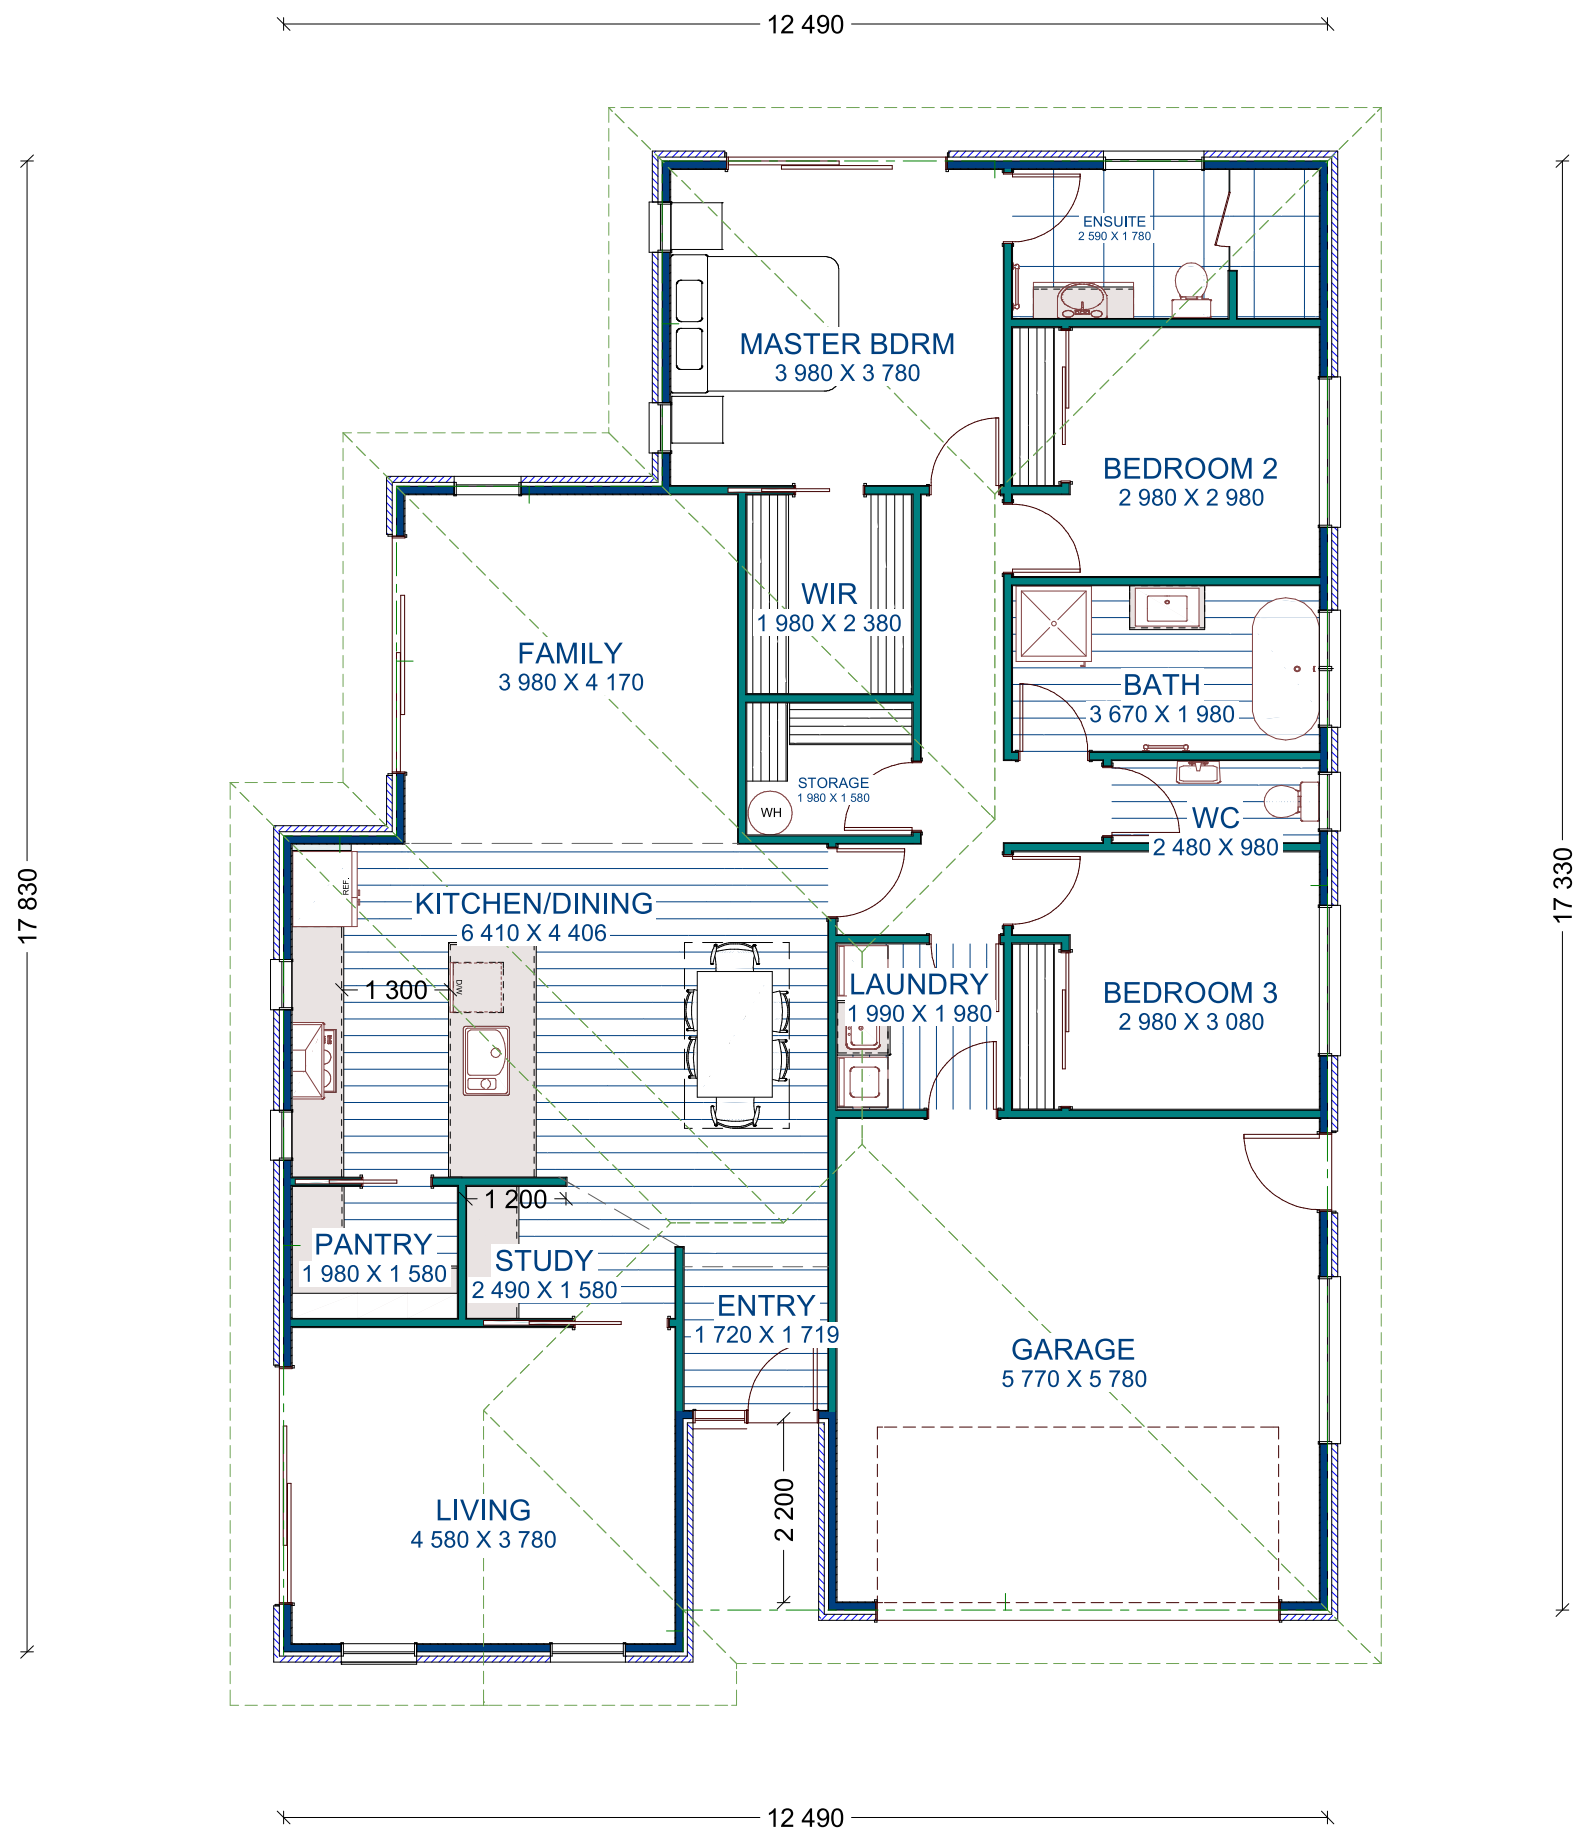 12 490
ENSUITE
2 590 X 1 780
MASTER BDRM
3 980 X 3 780
BEDROOM 2
2 980 X 2 980
WIR
1 980 X 2 380
FAMILY
3 980 X 4 170
BATH
3 670 X 1 980
STORAGE
1 980 X 1 580
WH
WC
2 480 X 980
17 830
17 330
REF.
KITCHEN/DINING
6 410 X 4 406
1 300
D/W
LAUNDRY
1 990 X 1 980
BEDROOM 3
2 980 X 3 080
1 200
PANTRY
1 980 X 1 580
STUDY
2 490 X 1 580
ENTRY
1 720 X 1 719
GARAGE
5 770 X 5 780
2 200
LIVING
4 580 X 3 780
12 490